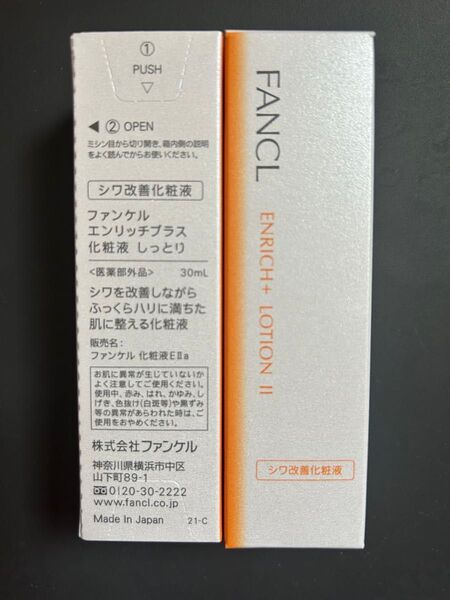 ①
PUSH
▽
◀ ② OPEN
ミシン目から切り開き、箱内側の説明
をよく読んでからお使いください。
シワ改善化粧液
ファンケル
エンリッチプラス
化粧液 しっとり
<医薬部外品> 30mL
シワを改善しながら
ふっくらハリに満ちた
肌に整える化粧液
販売名:
ファンケル 化粧液EⅡa
お肌に異常が生じていないか
よく注意してご使用ください。
使用中、赤み、はれ、かゆみ、し
げき、色抜け(白斑等)や黒ずみ
等の異常があらわれた時は、ご
使用をおやめください。
株式会社ファンケル
神奈川県横浜市中区
山下町89-1
0120-30-2222
www.fancl.co.jp
Made In Japan 21-C
FANCL
ENRICH+ LOTION II
シワ改善化粧液